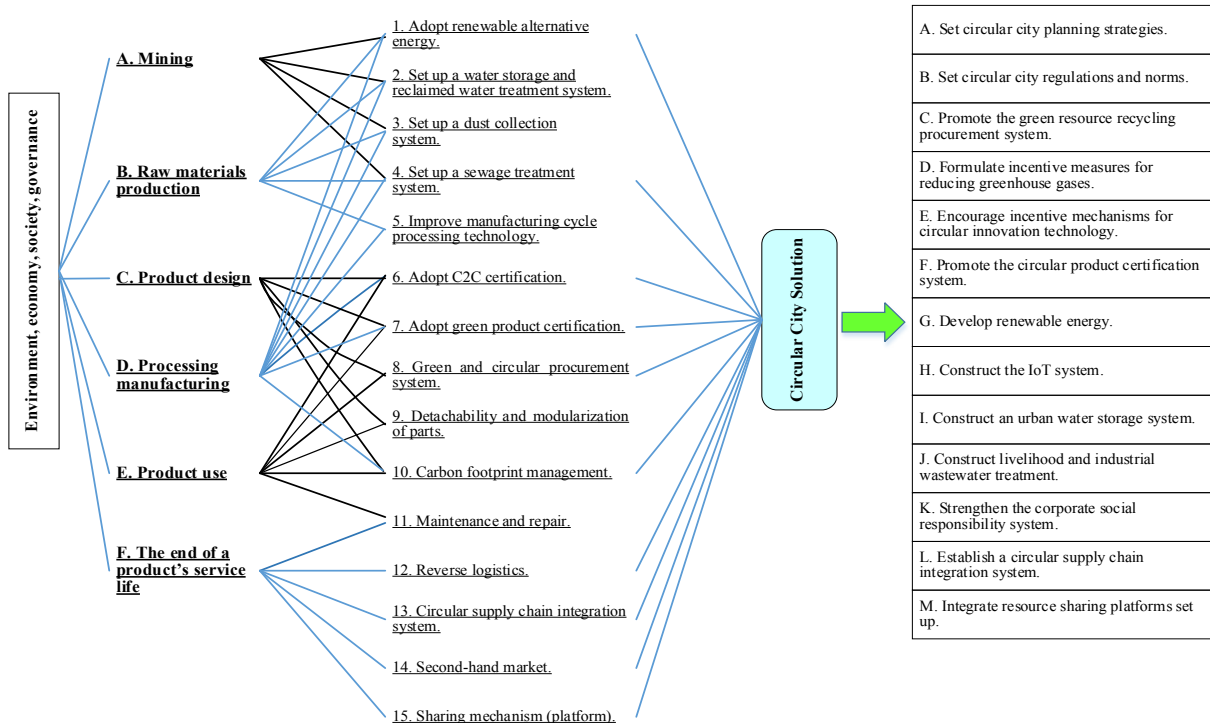 Environment, economy, society, governance
A. Mining
B. Raw materials
production
C. Product design
D. Processing
manufacturing
E. Product use
F. The end of a
product’s service
life
1. Adopt renewable alternative
energy.
2. Set up a water storage and
reclaimed water treatment system.
3. Set up a dust collection
system.
4. Set up a sewage treatment
system.
5. Improve manufacturing cycle
processing technology.
6. Adopt C2C certification.
7. Adopt green product certification.
8. Green and circular procurement
system.
9. Detachability and modularization
of parts.
10. Carbon footprint management.
11. Maintenance and repair.
12. Reverse logistics.
13. Circular supply chain integration
system.
14. Second-hand market.
15. Sharing mechanism (platform).
Circular City Solution
A. Set circular city planning strategies.
B. Set circular city regulations and norms.
C. Promote the green resource recycling
procurement system.
D. Formulate incentive measures for
reducing greenhouse gases.
E. Encourage incentive mechanisms for
circular innovation technology.
F. Promote the circular product certification
system.
G. Develop renewable energy.
H. Construct the IoT system.
I. Construct an urban water storage system.
J. Construct livelihood and industrial
wastewater treatment.
K. Strengthen the corporate social
responsibility system.
L. Establish a circular supply chain
integration system.
M. Integrate resource sharing platforms set
up.